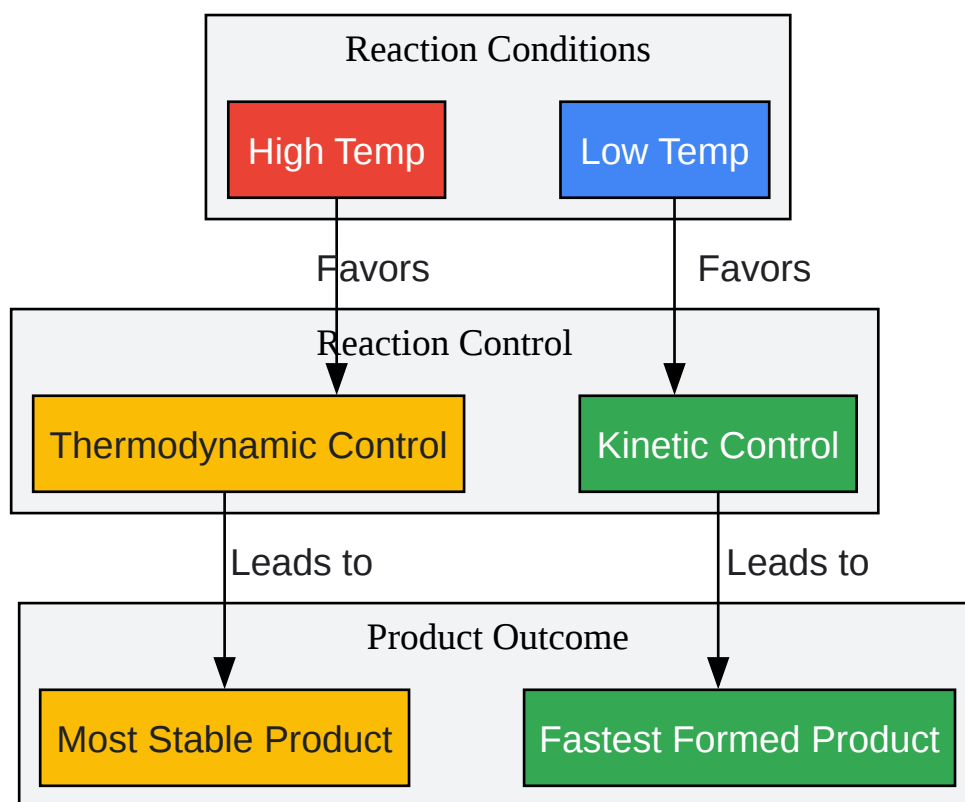 Reaction Conditions
High Temp
Low Temp
Favors
Favors
Reaction Control
Thermodynamic Control
Kinetic Control
Leads to
Leads to
Product Outcome
Most Stable Product
Fastest Formed Product